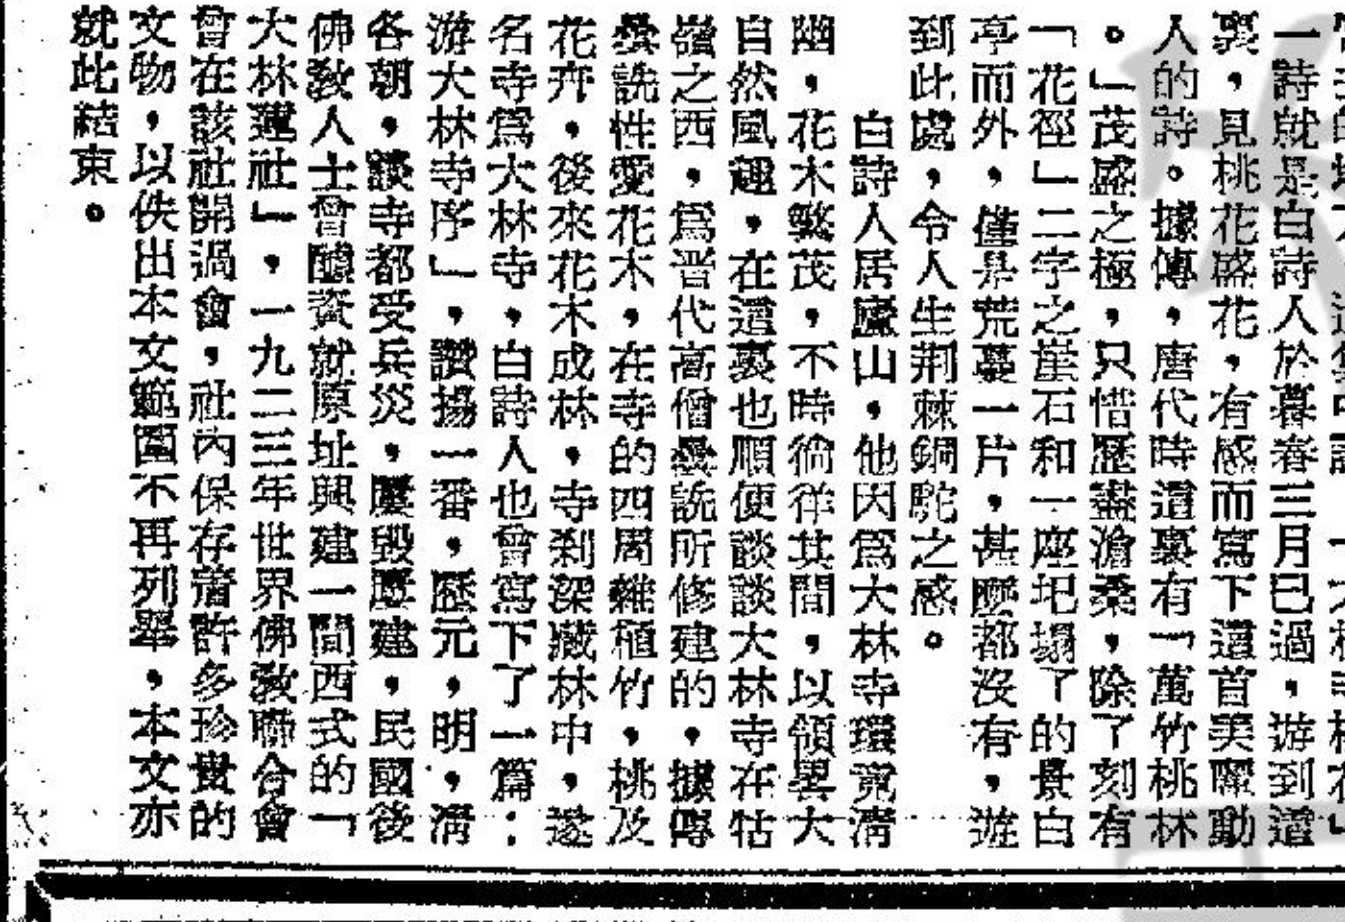 一詩就是白詩人於暮春三月已過，游到這
裏，見桃花盛花，有感而寫下這首美麗動
人的詩。據傳，唐代時這裏有「萬竹桃林
。」茂盛之極，只惜歷盡滄桑，除了刻有
「花徑」二字之崖石和一座圯塌了的景白
亭而外，僅是荒蕪一片，甚麼都沒有，遊
到此處，令人生荆棘銅駝之感。
白詩人居廬山，他因爲大林寺環境清
幽，花木繁茂，不時徜徉其間，以領畧大
自然風趣，在這裏也順便談談大林寺在牯
嶺之西，爲晋代高僧曇詵所修建的，據傳
曇詵性愛花木，在寺的四周雜植竹，桃及
花卉，後來花木成林，寺剎深藏林中，遂
名寺爲大林寺，白詩人也曾寫下了一篇：
游大林寺序」，讚揚一番，歷元，明，清
各朝，該寺都受兵災，屢毁屢建，民國後
佛教人士曾醵資就原址興建一間西式的「
大林蓮社」，一九二三年世界佛教聯合會
會在該社開過會，社內保存着許多珍貴的
文物，以佚出本文範圍不再列舉，本文亦
就此結束。